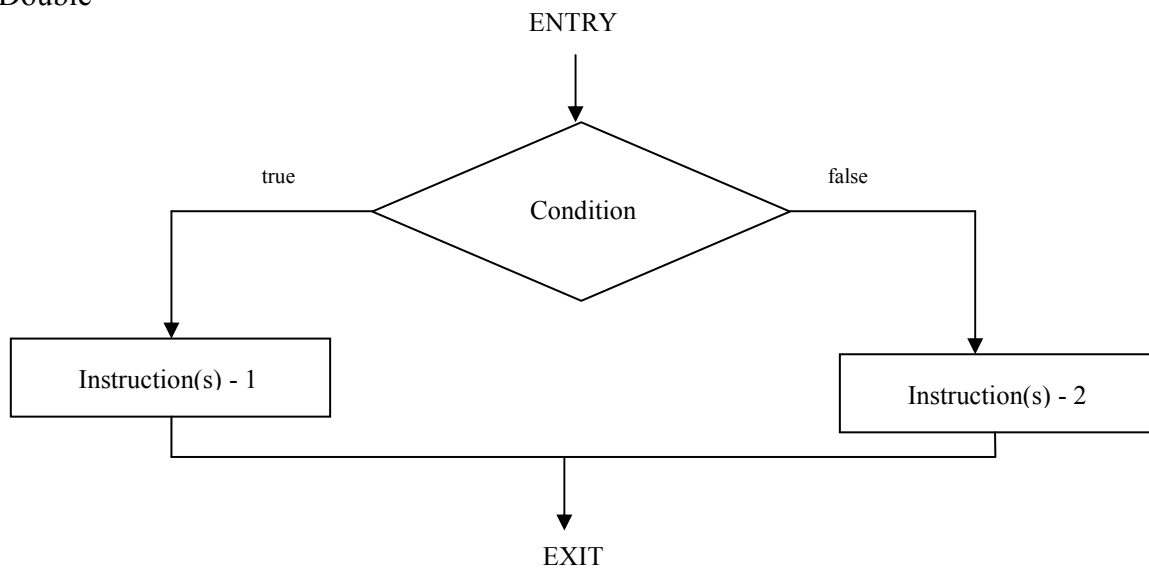 Double
ENTRY
true
false
Condition
Instruction(s) - 1
Instruction(s) - 2
EXIT